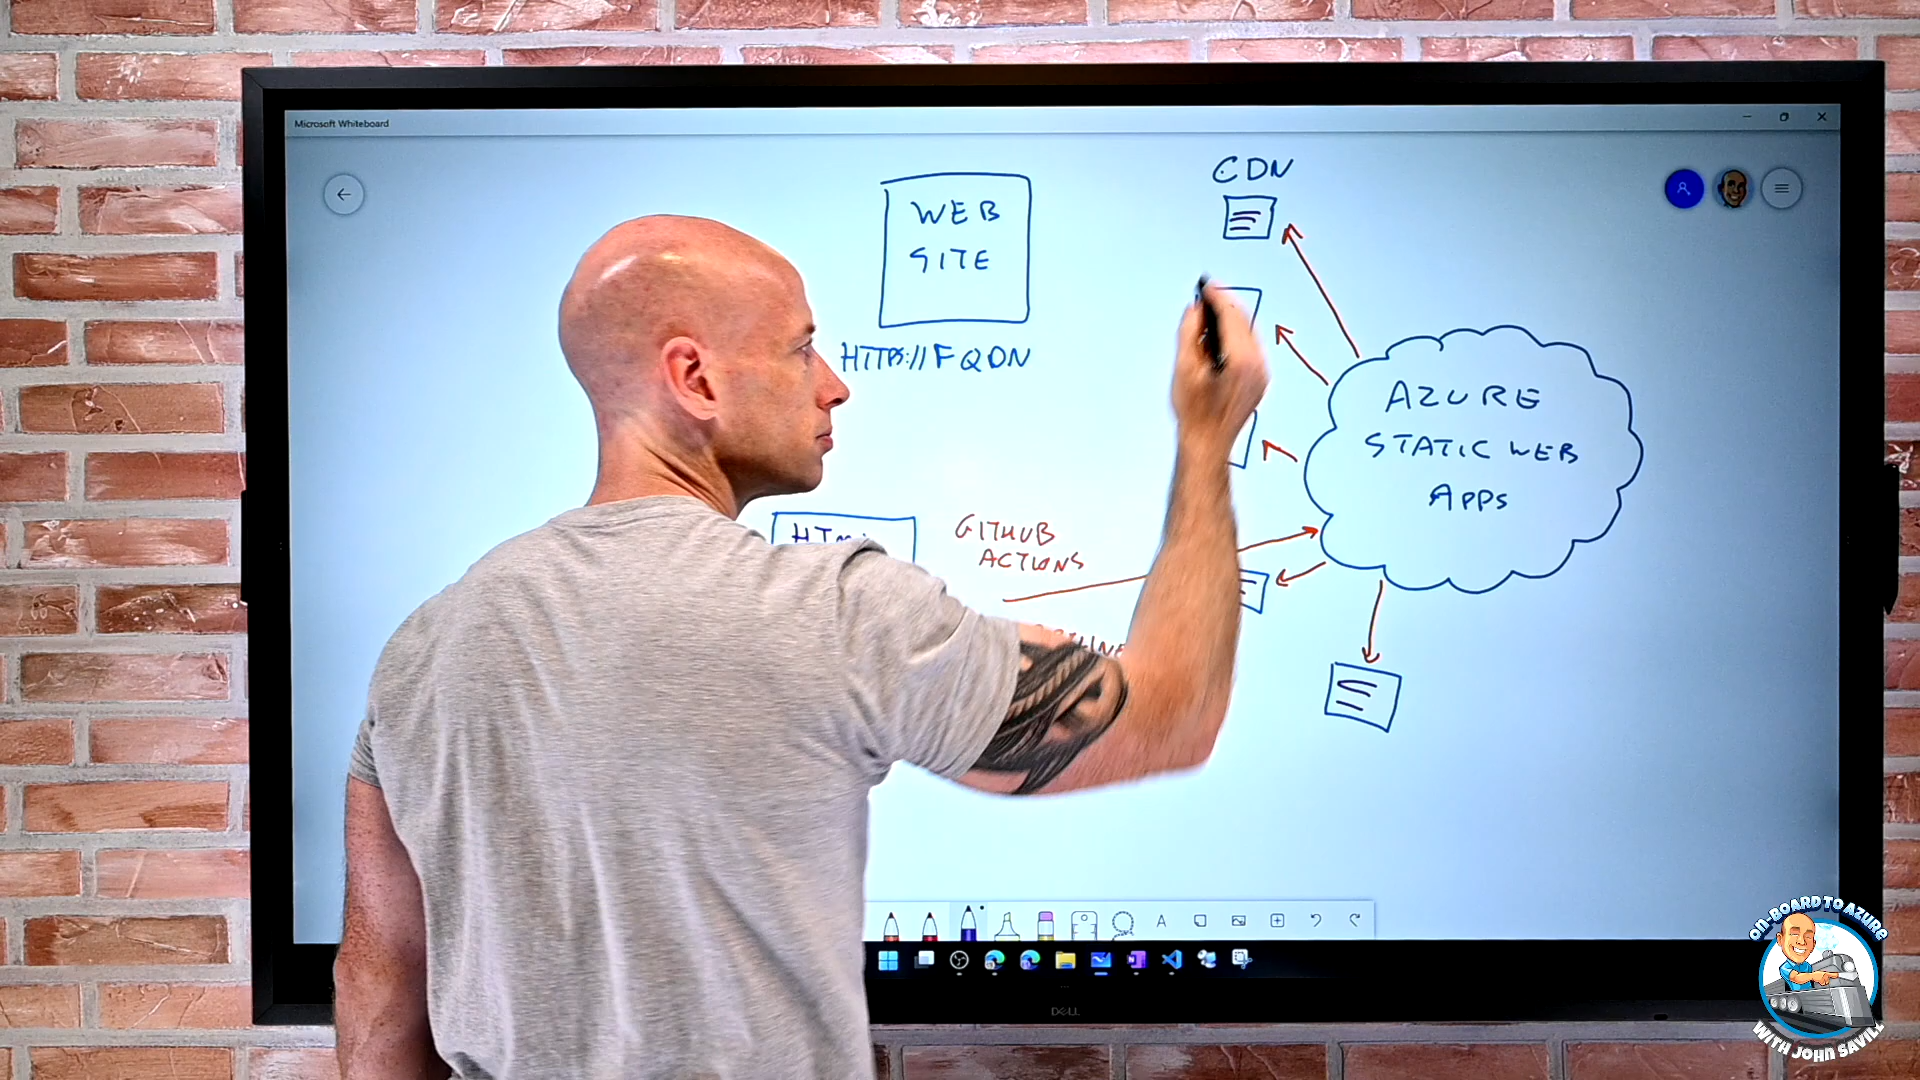 Microsoft Whiteboard
CDN
WEB
SITE
HTTPS://FQDN
AZURE
STATIC WEB
APPS
GITHUB
ACTIONS
A
DELL
ON-BOARD TO AZURE
WITH JOHN SAVILL